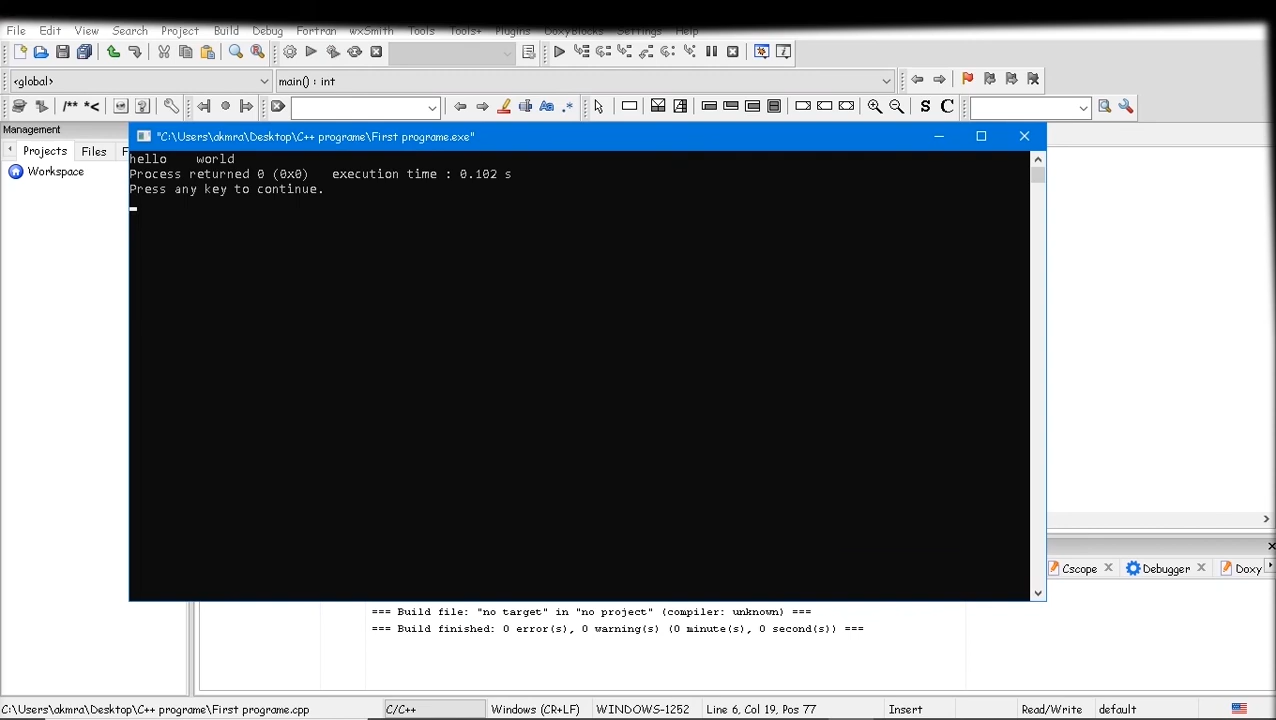 File Edit View Search Project Build Debug Fortran wxSmith Tools Tools+ Plugins DoxyBlocks Settings Help
<global> main() : int
/** *< Aa .* S C
Management
"C:\Users\akmra\Desktop\C++ programe\First programe.exe"
Projects Files F
Workspace
hello    world
Process returned 0 (0x0)   execution time : 0.102 s
Press any key to continue.
Cscope Debugger Doxy
=== Build file: "no target" in "no project" (compiler: unknown) ===
=== Build finished: 0 error(s), 0 warning(s) (0 minute(s), 0 second(s)) ===
C:\Users\akmra\Desktop\C++ programe\First programe.cpp C/C++ Windows (CR+LF) WINDOWS-1252 Line 6, Col 19, Pos 77 Insert Read/Write default